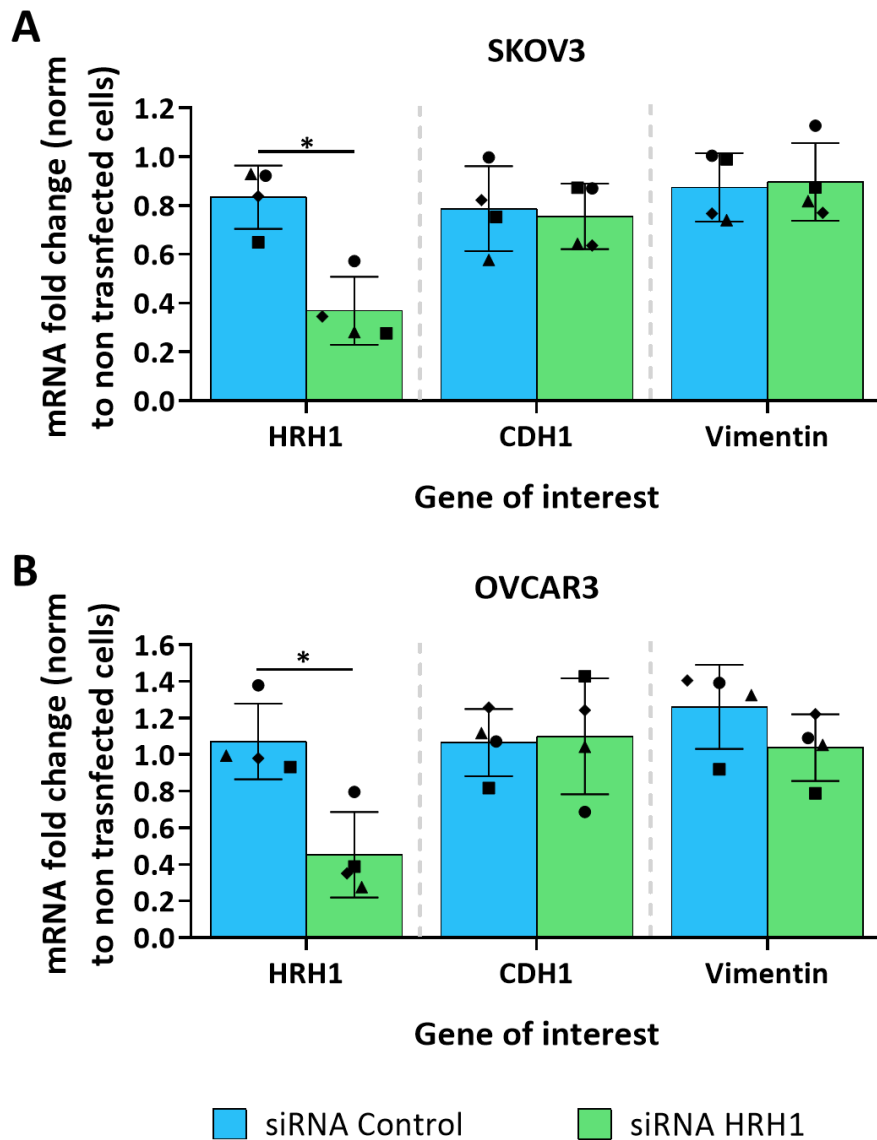 A
SKOV3
mRNA fold change (norm
to non trasnfected cells)
1.2
1.0
0.8
0.6
0.4
0.2
0.0
*
HRH1
CDH1
Vimentin
Gene of interest
B
OVCAR3
mRNA fold change (norm
to non trasnfected cells)
1.6
1.4
1.2
1.0
0.8
0.6
0.4
0.2
0.0
*
HRH1
CDH1
Vimentin
Gene of interest
siRNA Control
siRNA HRH1